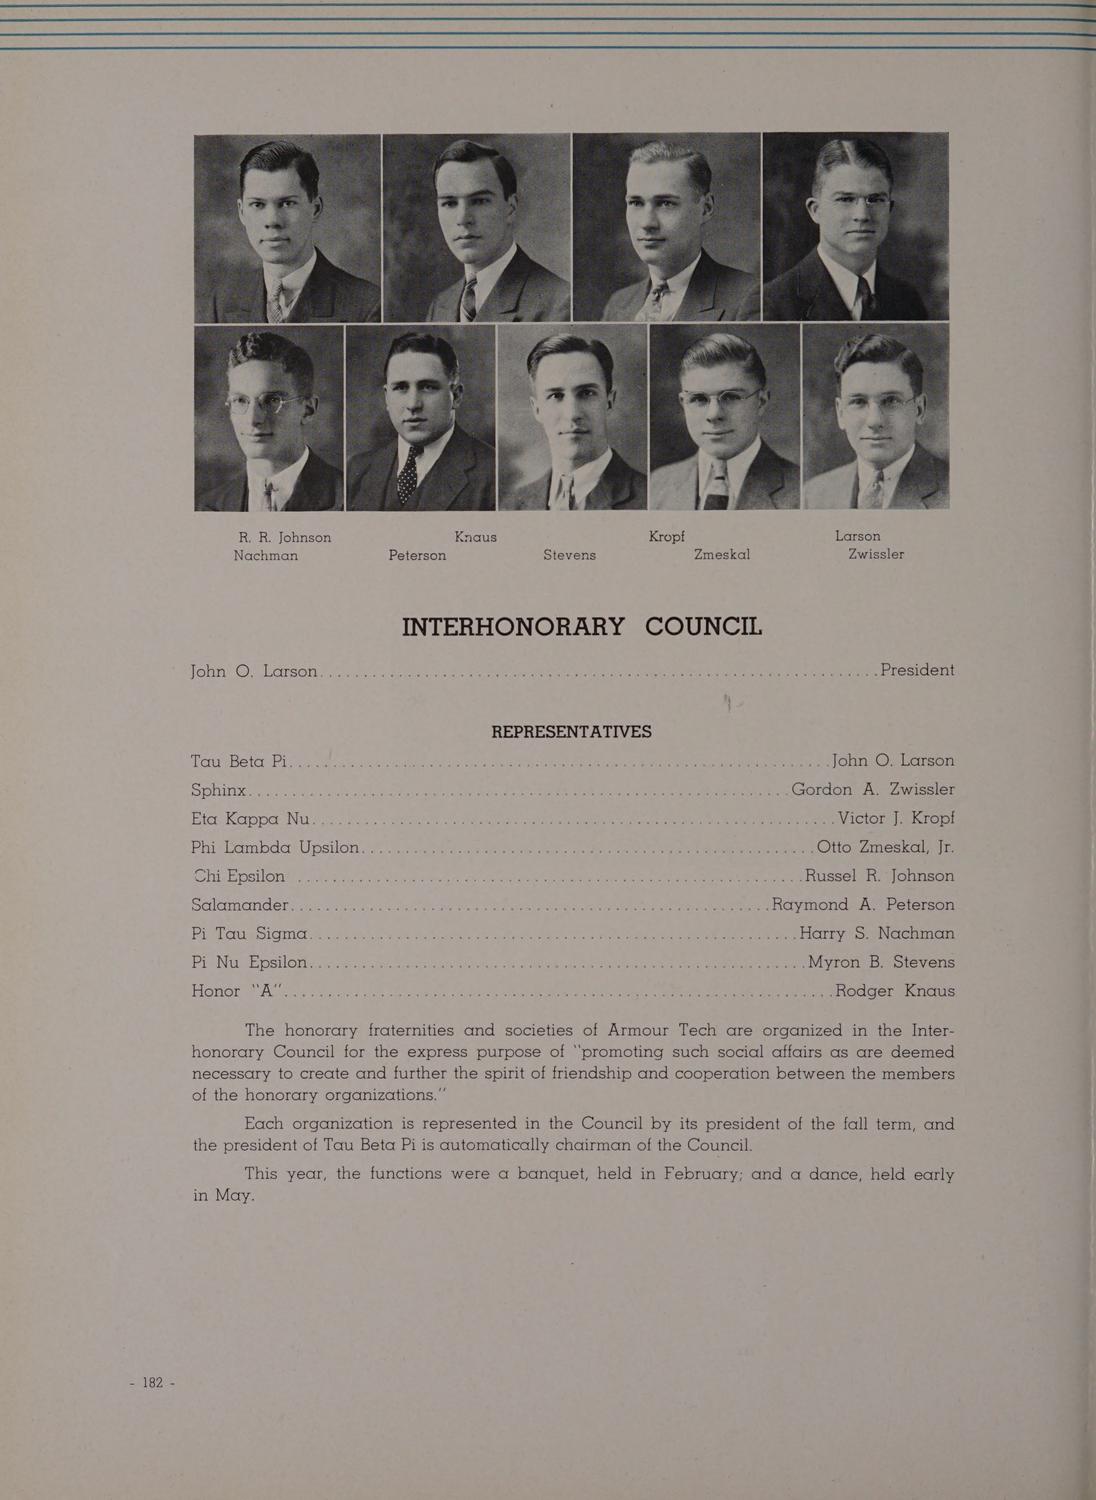 R. R. Johnson Knaus Kropf Larson
Nachman Peterson Stevens Zmeskal Zwissler
INTERHONORARY COUNCIL
John O. Larson. . . . . . . . . . . . . . . . . . . . President
REPRESENTATIVES
Tau Beta Pi. . . . . . . . . . . . . . . . . . . . John O. Larson
Sphinx. . . . . . . . . . . . . . . . . . . . Gordon A. Zwissler
Eta Kappa Nu. . . . . . . . . . . . . . . . . . . . Victor J. Kropf
Phi Lambda Upsilon. . . . . . . . . . . . . . . . . . . . Otto Zmeskal, Jr.
Chi Epsilon . . . . . . . . . . . . . . . . . . . . Russel R. Johnson
Salamander. . . . . . . . . . . . . . . . . . . . Raymond A. Peterson
Pi Tau Sigma. . . . . . . . . . . . . . . . . . . . Harry S. Nachman
Pi Nu Epsilon. . . . . . . . . . . . . . . . . . . . Myron B. Stevens
Honor "A". . . . . . . . . . . . . . . . . . . . Rodger Knaus
The honorary fraternities and societies of Armour Tech are organized in the Inter-
honorary Council for the express purpose of "promoting such social affairs as are deemed
necessary to create and further the spirit of friendship and cooperation between the members
of the honorary organizations."
Each organization is represented in the Council by its president of the fall term, and
the president of Tau Beta Pi is automatically chairman of the Council.
This year, the functions were a banquet, held in February; and a dance, held early
in May.
- 182 -